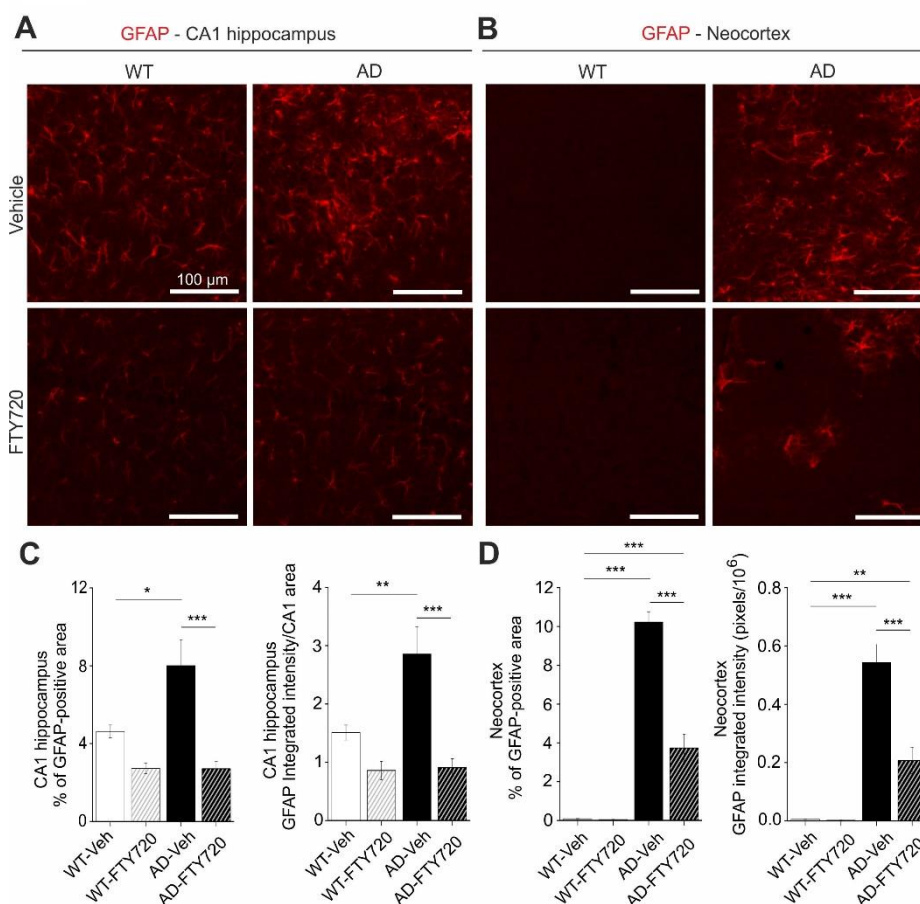 A
GFAP - CA1 hippocampus
WT
AD
B
GFAP - Neocortex
WT
AD
Vehicle
100 µm
FTY720
C
CA1 hippocampus
% of GFAP-positive area
12
8
4
0
*
***
WT-Veh
WT-FTY720
AD-Veh
AD-FTY720
CA1 hippocampus
GFAP Integrated intensity/CA1 area
4
3
2
1
0
**
***
WT-Veh
WT-FTY720
AD-Veh
AD-FTY720
D
Neocortex
% of GFAP-positive area
12
10
8
6
4
2
0
***
***
***
WT-Veh
WT-FTY720
AD-Veh
AD-FTY720
Neocortex
GFAP integrated intensity (pixels/10⁶)
0.8
0.6
0.4
0.2
0.0
**
***
***
WT-Veh
WT-FTY720
AD-Veh
AD-FTY720